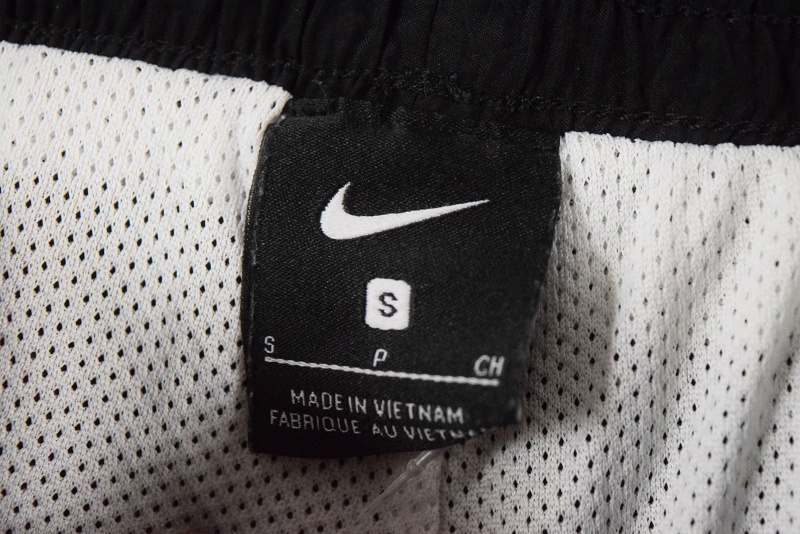 S
S P CH
MADE IN VIETNAM
FABRIQUE AU VIETNAM